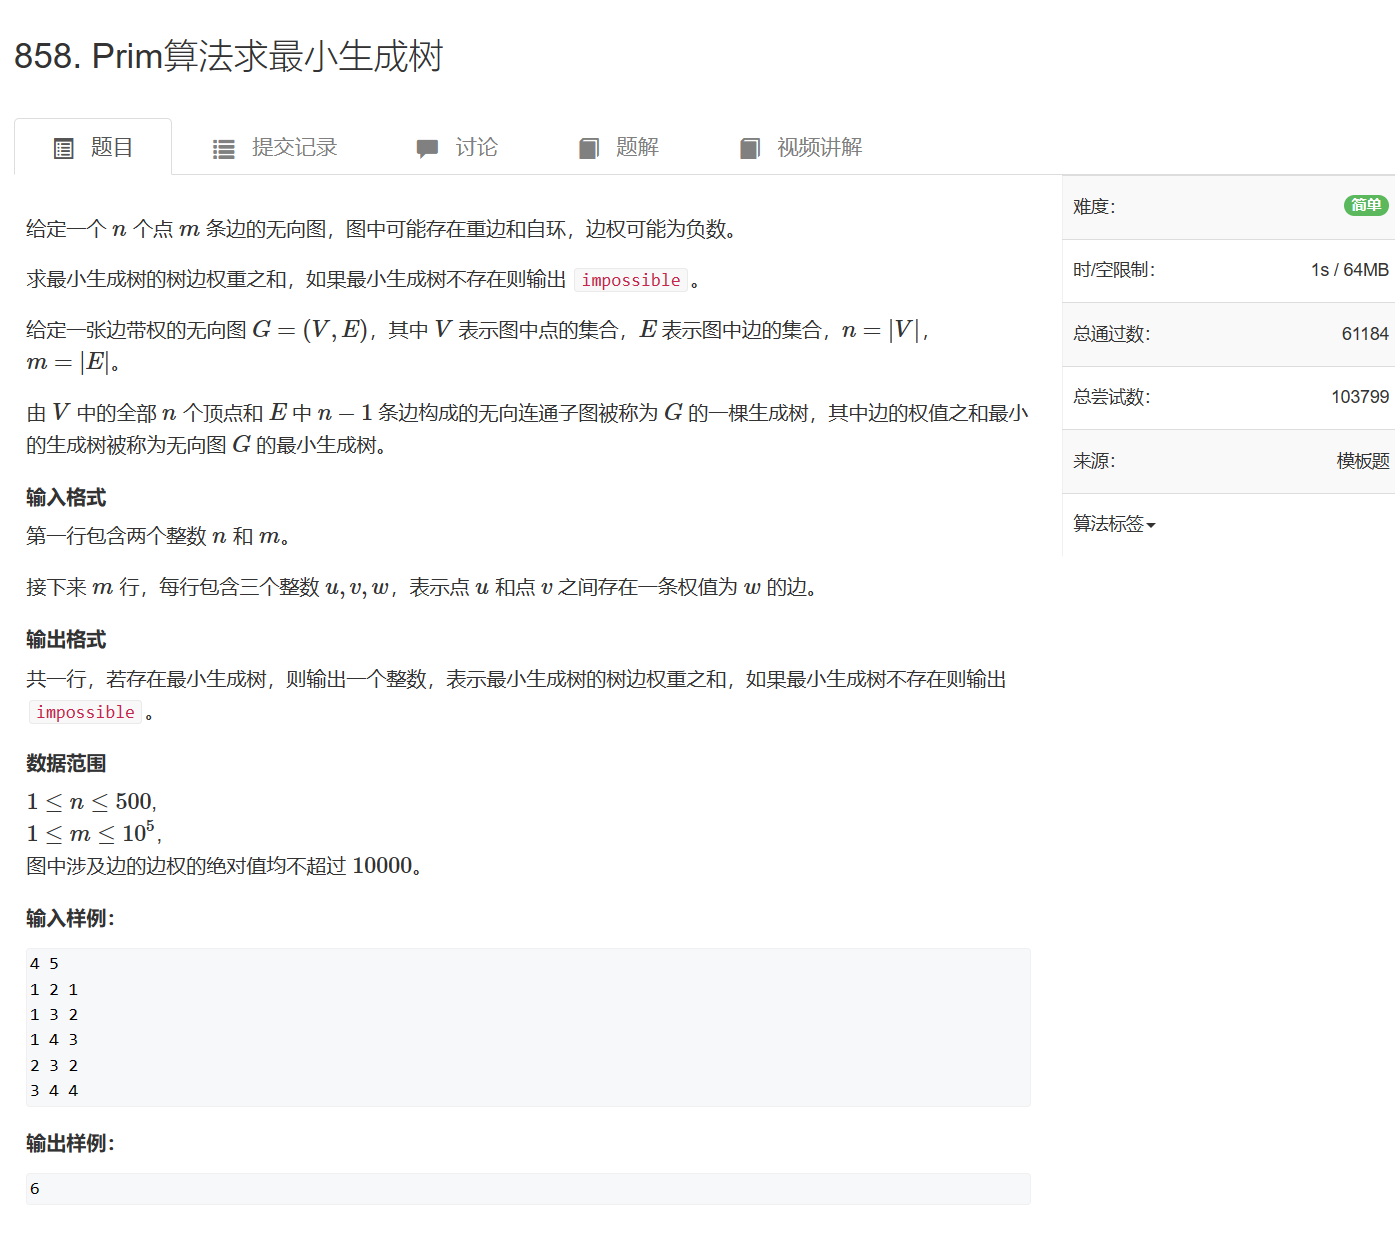 858. Prim算法求最小生成树
题目 提交记录 讨论 题解 视频讲解
给定一个 n 个点 m 条边的无向图，图中可能存在重边和自环，边权可能为负数。
求最小生成树的树边权重之和，如果最小生成树不存在则输出 impossible 。
给定一张边带权的无向图 G = (V, E)，其中 V 表示图中点的集合，E 表示图中边的集合，n = |V|，
m = |E|。
由 V 中的全部 n 个顶点和 E 中 n − 1 条边构成的无向连通子图被称为 G 的一棵生成树，其中边的权值之和最小
的生成树被称为无向图 G 的最小生成树。
输入格式
第一行包含两个整数 n 和 m。
接下来 m 行，每行包含三个整数 u, v, w，表示点 u 和点 v 之间存在一条权值为 w 的边。
输出格式
共一行，若存在最小生成树，则输出一个整数，表示最小生成树的树边权重之和，如果最小生成树不存在则输出
impossible 。
数据范围
1 ≤ n ≤ 500,
1 ≤ m ≤ 10⁵,
图中涉及边的边权的绝对值均不超过 10000。
输入样例：
4 5
1 2 1
1 3 2
1 4 3
2 3 2
3 4 4
输出样例：
6
难度： 简单
时/空限制： 1s / 64MB
总通过数： 61184
总尝试数： 103799
来源： 模板题
算法标签